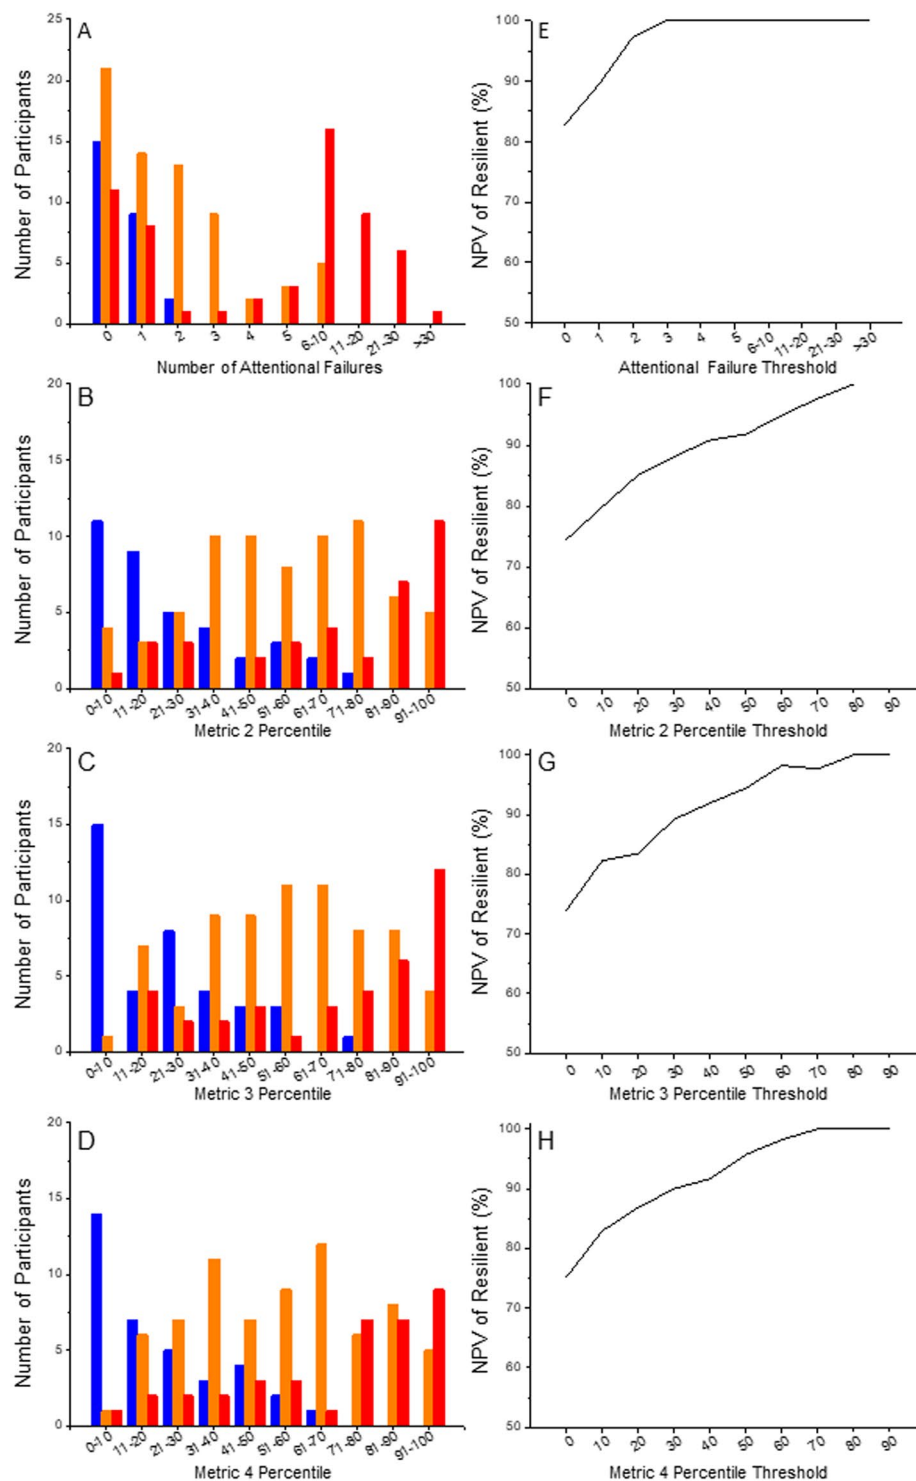 A
Number of Participants
25
20
15
10
5
0
0 1 2 3 4 5 6-10 11-20 21-30 >30
Number of Attentional Failures
E
NPV of Resilient (%)
100
90
80
70
60
50
0 1 2 3 4 5 6-10 11-20 21-30 >30
Attentional Failure Threshold
B
Number of Participants
20
15
10
5
0
0-10 11-20 21-30 31-40 41-50 51-60 61-70 71-80 81-90 91-100
Metric 2 Percentile
F
NPV of Resilient (%)
100
90
80
70
60
50
0 10 20 30 40 50 60 70 80 90
Metric 2 Percentile Threshold
C
Number of Participants
20
15
10
5
0
0-10 11-20 21-30 31-40 41-50 51-60 61-70 71-80 81-90 91-100
Metric 3 Percentile
G
NPV of Resilient (%)
100
90
80
70
60
50
0 10 20 30 40 50 60 70 80 90
Metric 3 Percentile Threshold
D
Number of Participants
20
15
10
5
0
0-10 11-20 21-30 31-40 41-50 51-60 61-70 71-80 81-90 91-100
Metric 4 Percentile
H
NPV of Resilient (%)
100
90
80
70
60
50
0 10 20 30 40 50 60 70 80 90
Metric 4 Percentile Threshold